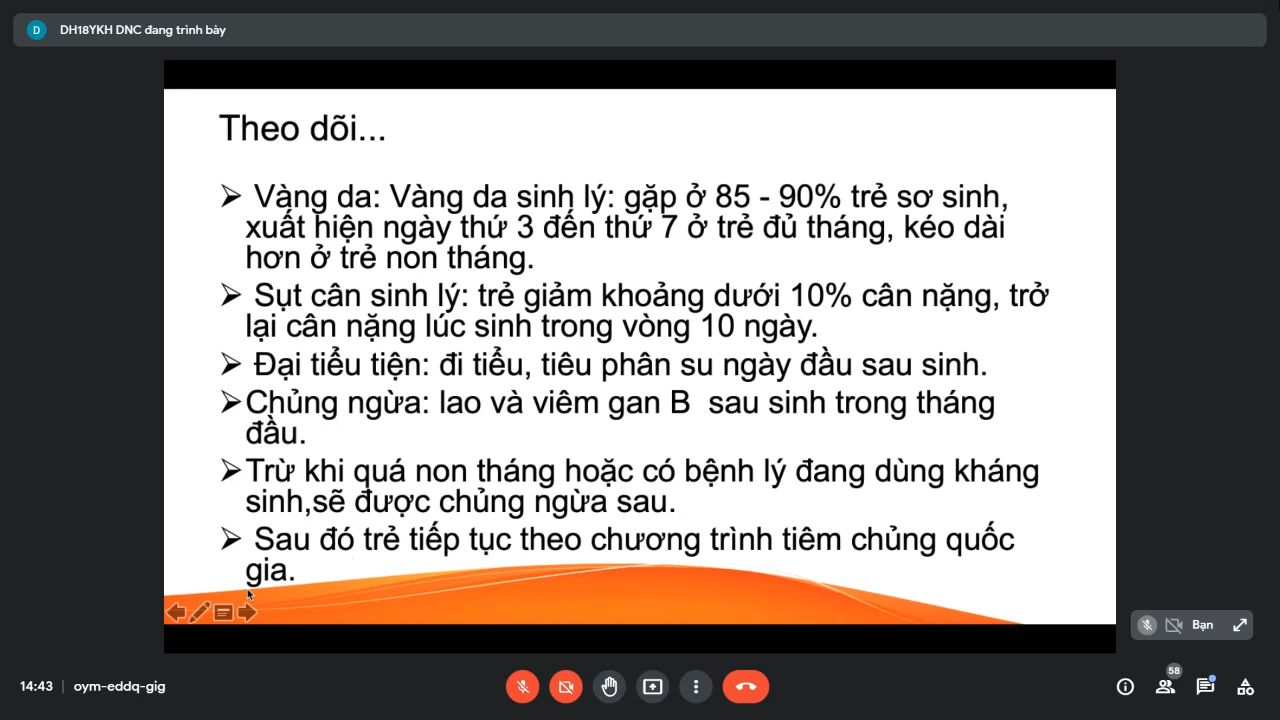 D DH18YKH DNC đang trình bày
Theo dõi...
➢ Vàng da: Vàng da sinh lý: gặp ở 85 - 90% trẻ sơ sinh,
xuất hiện ngày thứ 3 đến thứ 7 ở trẻ đủ tháng, kéo dài
hơn ở trẻ non tháng.
➢ Sụt cân sinh lý: trẻ giảm khoảng dưới 10% cân nặng, trở
lại cân nặng lúc sinh trong vòng 10 ngày.
➢ Đại tiểu tiện: đi tiểu, tiêu phân su ngày đầu sau sinh.
➢Chủng ngừa: lao và viêm gan B sau sinh trong tháng
đầu.
➢Trừ khi quá non tháng hoặc có bệnh lý đang dùng kháng
sinh,sẽ được chủng ngừa sau.
➢ Sau đó trẻ tiếp tục theo chương trình tiêm chủng quốc
gia.
Bạn
58
14:43 | oym-eddq-gig